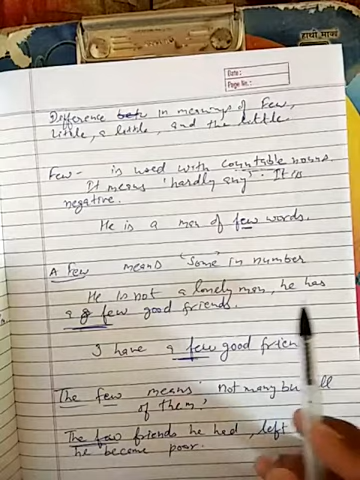 हाथी मार्का
Date :
Page No. :
Difference in meanings of Few,
little, a little, and the little
Few - is used with countable nouns.
It means 'hardly any'. It is
negative.
He is a man of few words.
A Few means 'some' in number
He is not a lonely man, he has
a few good friends.
I have a few good frien
The few means 'Not many bu ll
of them'
The few friends he had, left
he became poor.